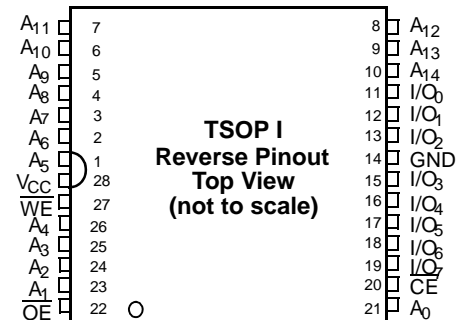 A11 7 8 A12
A10 6 9 A13
A9 5 10 A14
A8 4 11 I/O0
A7 3 12 I/O1
A6 2 13 I/O2
A5 1 14 GND
VCC 28 15 I/O3
WE 27 16 I/O4
A4 26 17 I/O5
A3 25 18 I/O6
A2 24 19 I/O7
A1 23 20 CE
OE 22 21 A0
TSOP I
Reverse Pinout
Top View
(not to scale)